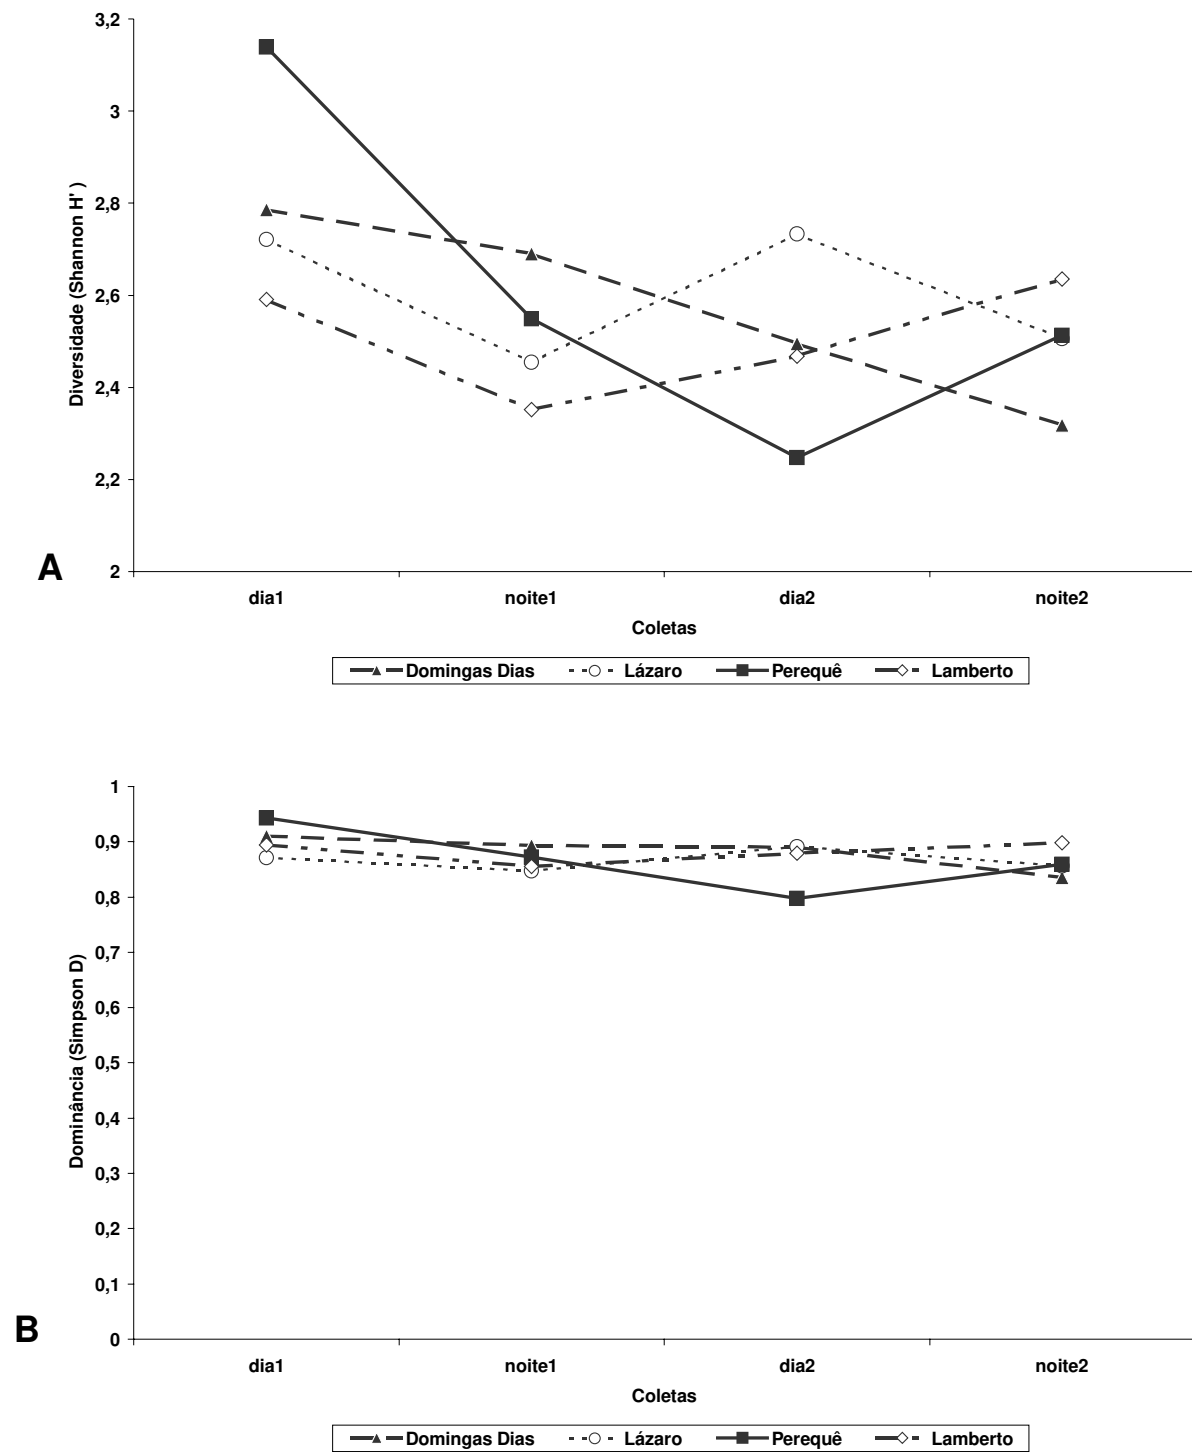 3,2
3
2,8
2,6
2,4
2,2
2
Diversidade (Shannon H' )
A
dia1 noite1 dia2 noite2
Coletas
Domingas Dias Lázaro Perequê Lamberto
1
0,9
0,8
0,7
0,6
0,5
0,4
0,3
0,2
0,1
0
Dominância (Simpson D)
B
dia1 noite1 dia2 noite2
Coletas
Domingas Dias Lázaro Perequê Lamberto